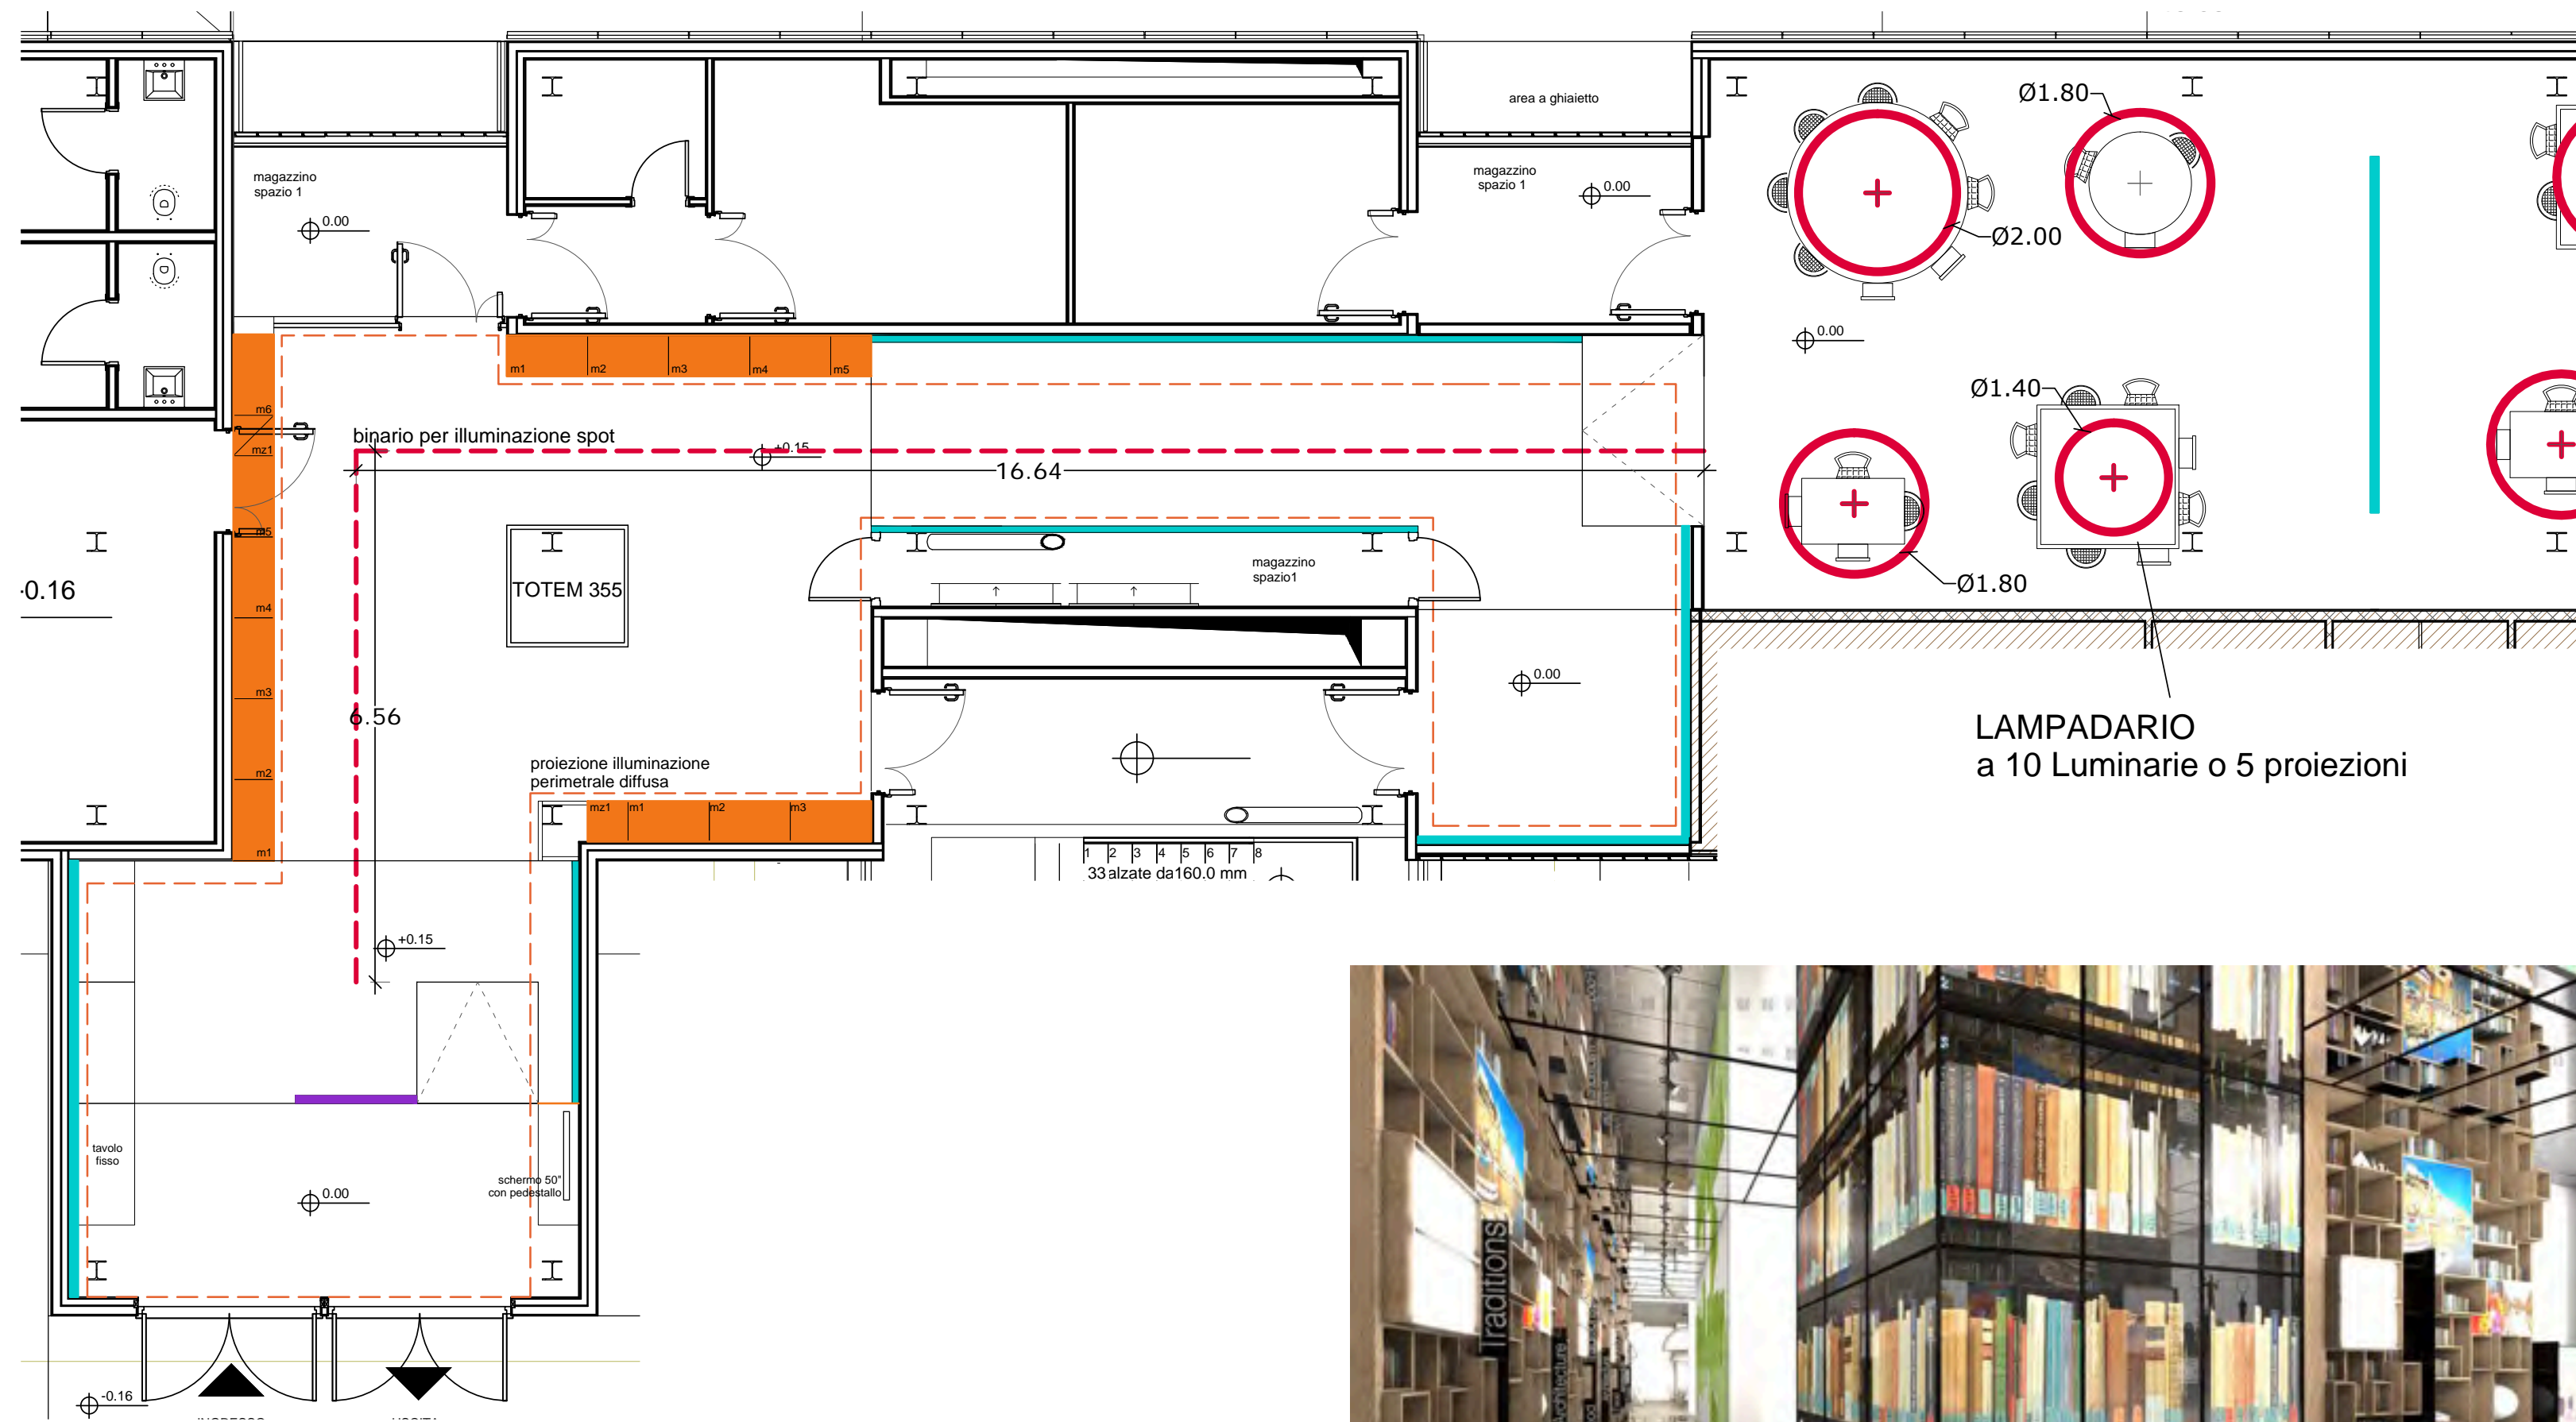 area a ghiaietto
Ø1.80
magazzino
spazio 1
0.00
magazzino
spazio 1
0.00
Ø2.00
0.00
m1
m2
m3
m4
m5
Ø1.40
m6
mz1
binario per illuminazione spot
+0.15
16.64
m5
TOTEM 355
magazzino
spazio1
Ø1.80
-0.16
m4
0.00
m3
6.56
LAMPADARIO
a 10 Luminarie o 5 proiezioni
proiezione illuminazione
perimetrale diffusa
m2
mz1
m1
m2
m3
m1
1 2 3 4 5 6 7 8
33 alzate da160.0 mm
+0.15
tavolo
fisso
schermo 50"
con pedestallo
0.00
Traditions
-0.16